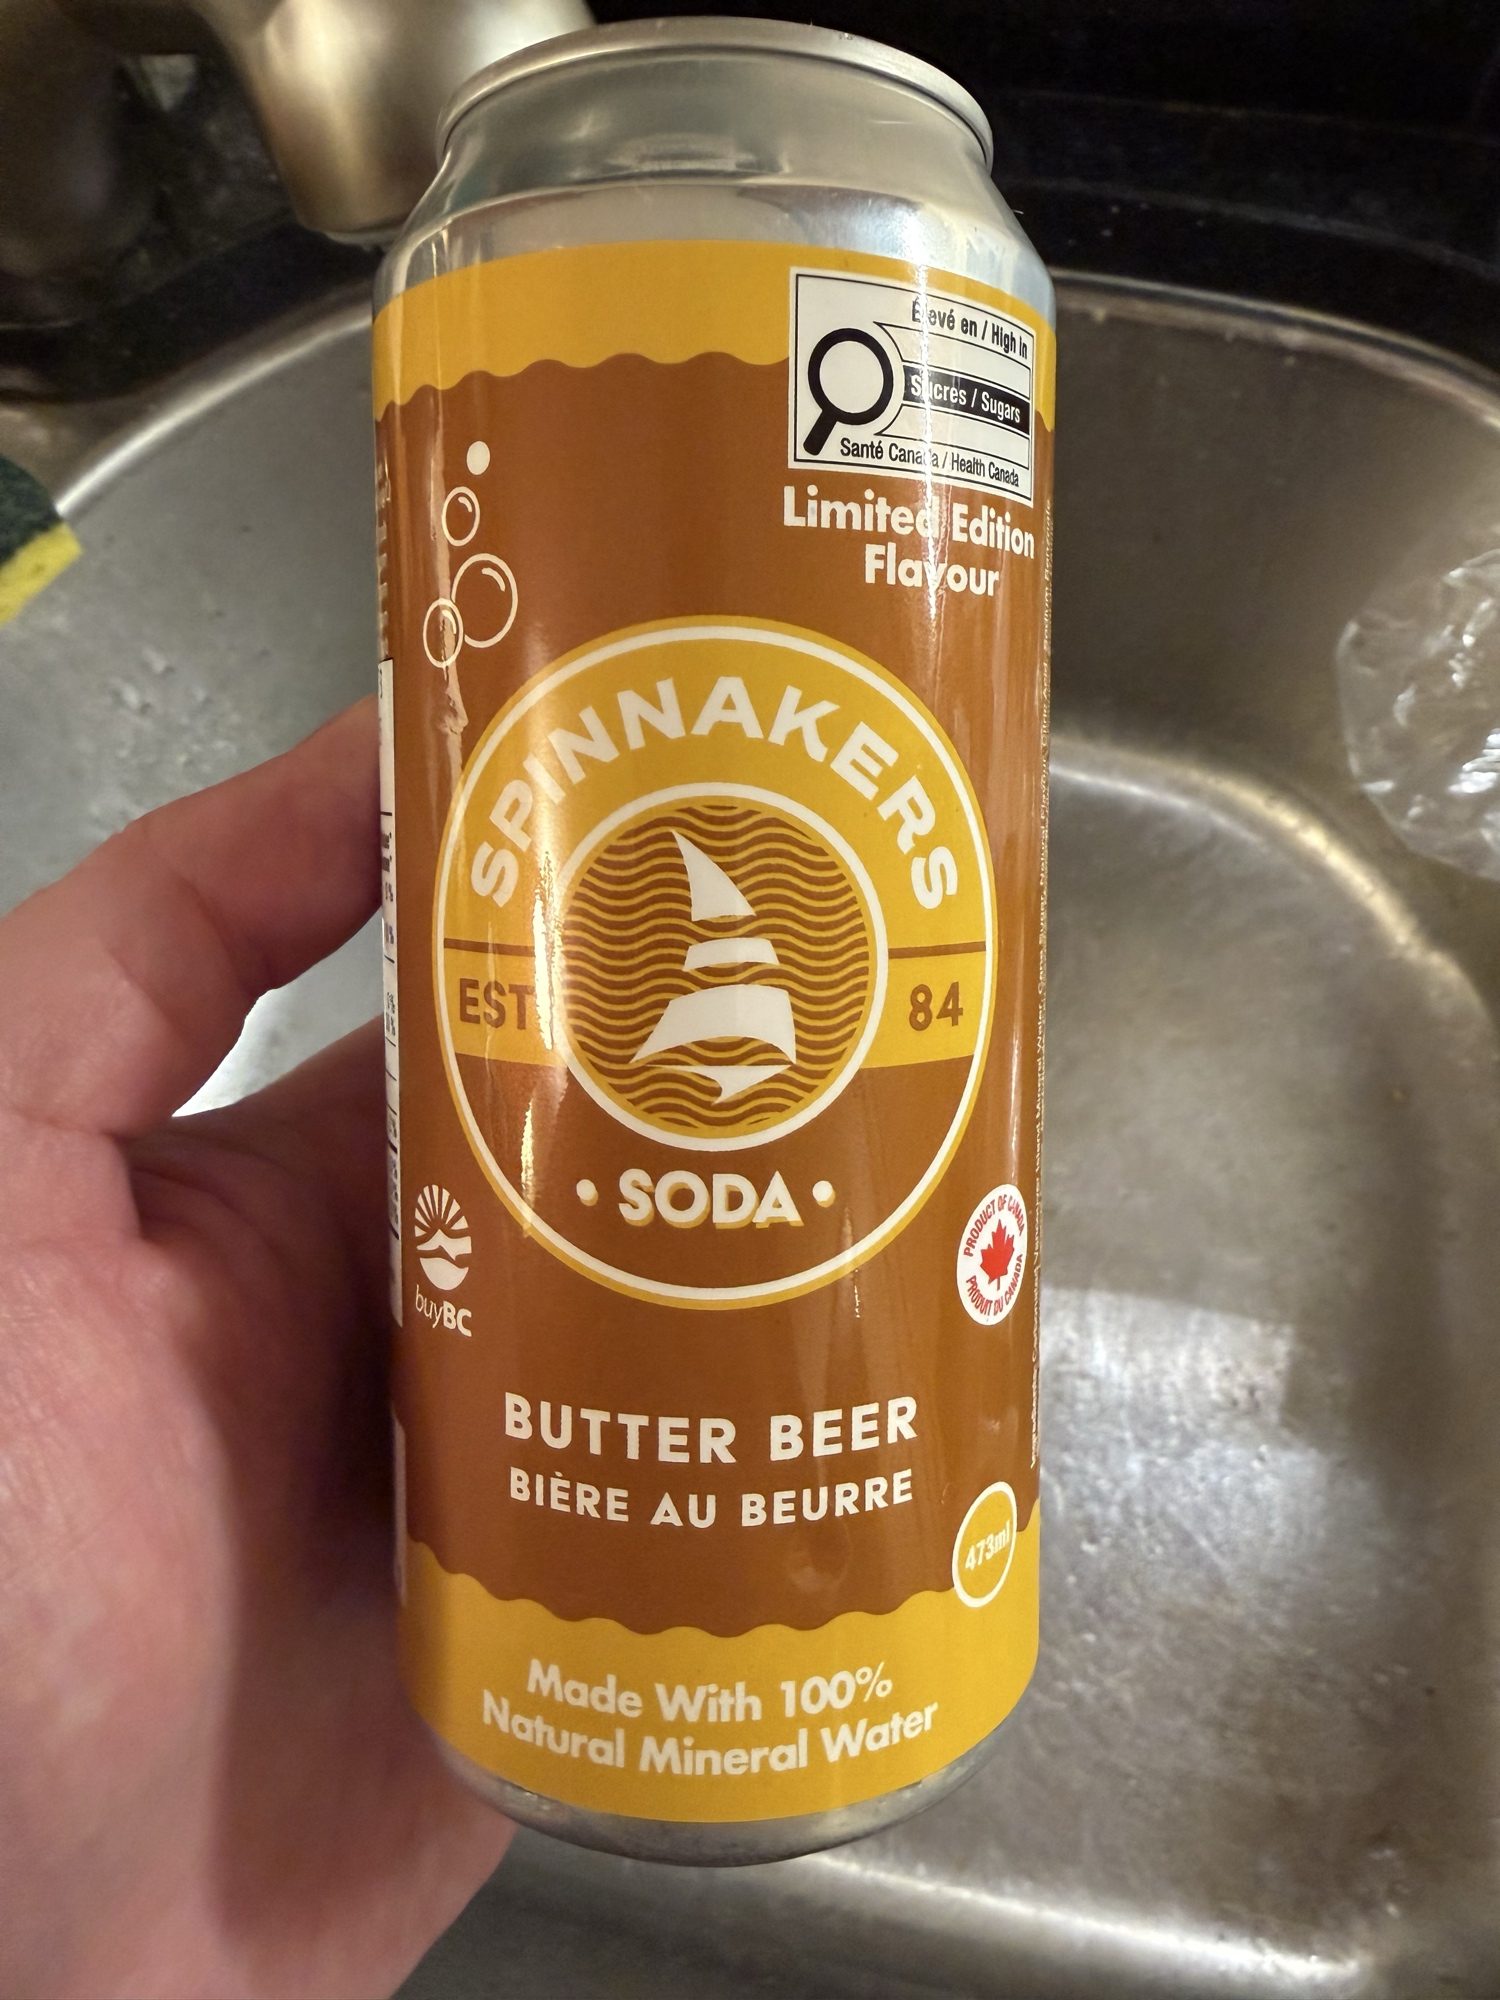 Élevé en / High in
Sucres / Sugars
Santé Canada / Health Canada
Limited Edition
Flavour
SPINNAKERS
EST 84
• SODA •
buyBC
PRODUCT OF CANADA
PRODUIT DU CANADA
BUTTER BEER
BIÈRE AU BEURRE
473ml
Made With 100%
Natural Mineral Water